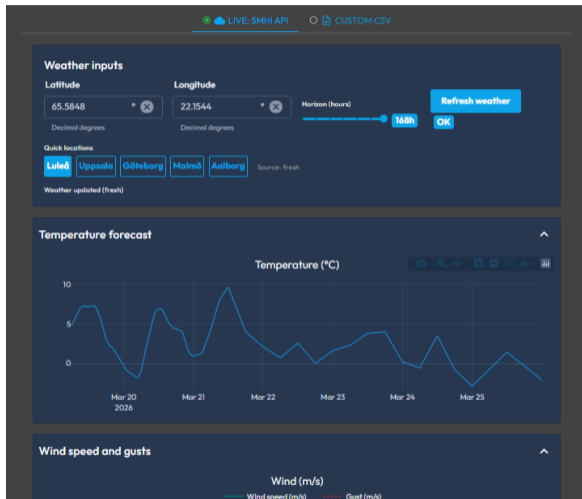 LIVE: SMHI API CUSTOM CSV
Weather inputs
Latitude Longitude
65.5848 ° 22.1544 °
Horizon (hours)
168h
Refresh weather
OK
Decimal degrees Decimal degrees
Quick locations
Luleå Uppsala Göteborg Malmö Aalborg Source: fresh
Weather updated (fresh)
Temperature forecast
Temperature (°C)
10
5
0
Mar 20 Mar 21 Mar 22 Mar 23 Mar 24 Mar 25
2026
Wind speed and gusts
Wind (m/s)
Wind speed (m/s) Gust (m/s)